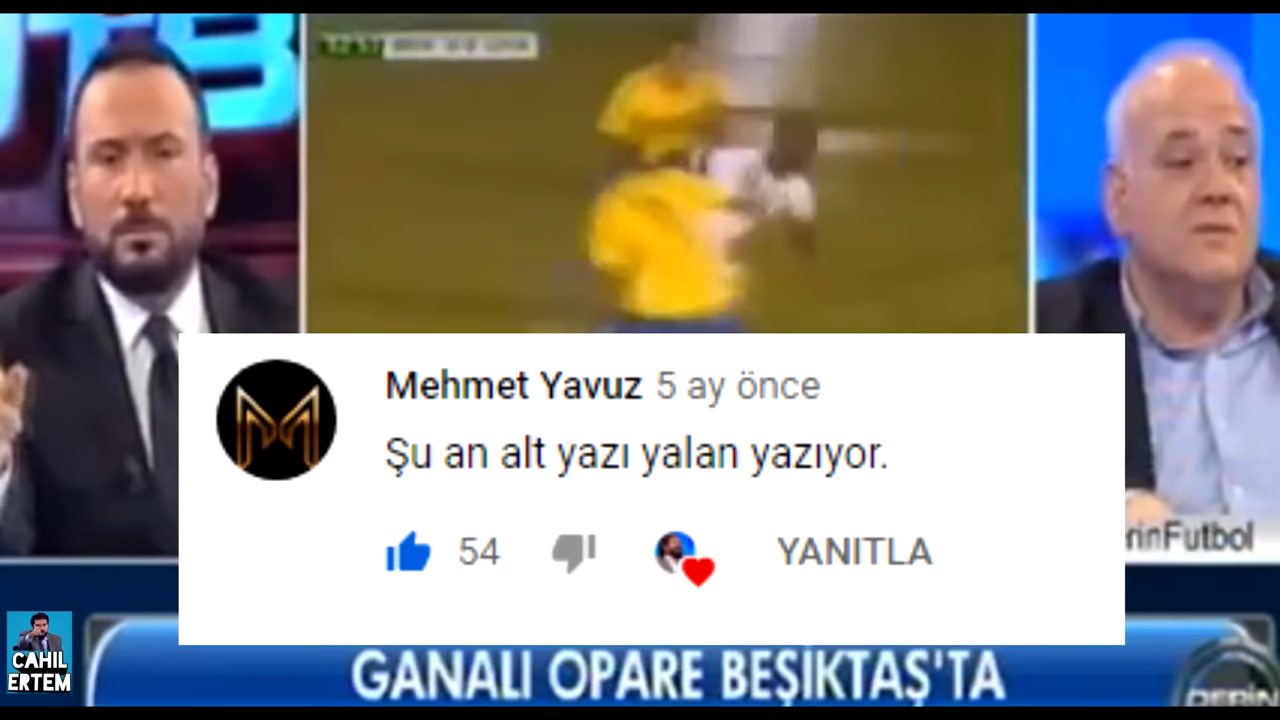 Mehmet Yavuz 5 ay önce
Şu an alt yazı yalan yazıyor.
54
YANITLA
rinFutbol
GANALI OPARE BEŞİKTAŞ'TA
CAHIL
ERTEM
DERİN